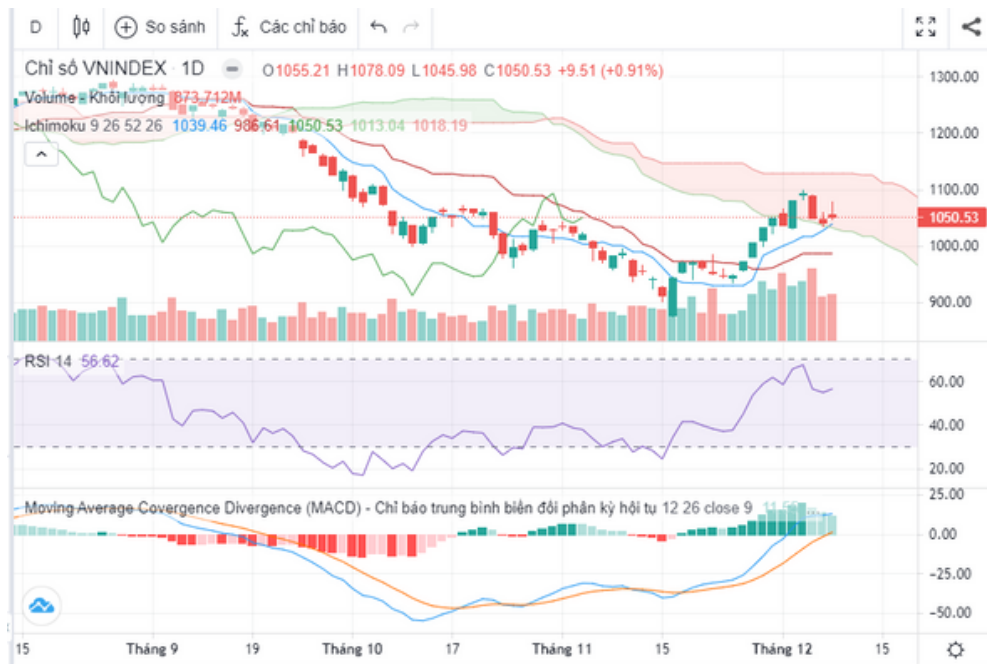 D So sánh Các chỉ báo
Chỉ số VNINDEX 1D O1055.21 H1078.09 L1045.98 C1050.53 +9.51 (+0.91%)
Volume - Khối lượng 873.712M
Ichimoku 9 26 52 26 1039.46 986.61 1050.53 1013.04 1018.19
1300.00
1200.00
1100.00
1050.53
1000.00
900.00
RSI 14 56.62
60.00
40.00
20.00
25.00
Moving Average Covergence Divergence (MACD) - Chỉ báo trung bình biến đổi phân kỳ hội tụ 12 26 close 9
0.00
−25.00
−50.00
15 Tháng 9 19 Tháng 10 17 Tháng 11 15 Tháng 12 15